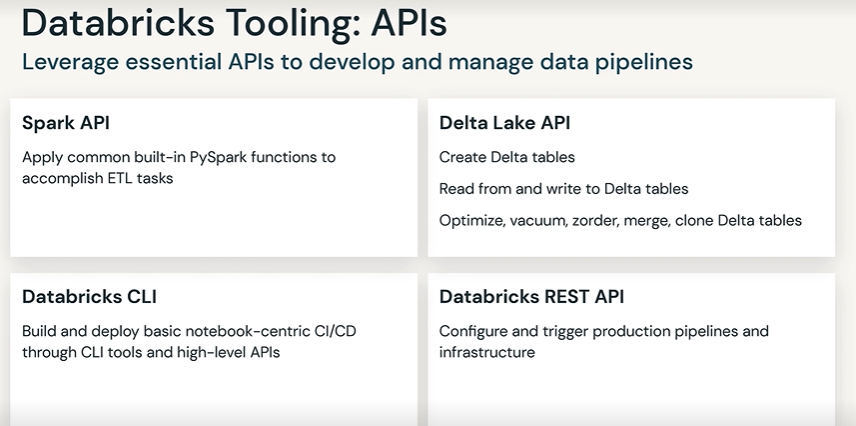 Databricks Tooling: APIs
Leverage essential APIs to develop and manage data pipelines
Spark API
Apply common built-in PySpark functions to
accomplish ETL tasks
Delta Lake API
Create Delta tables
Read from and write to Delta tables
Optimize, vacuum, zorder, merge, clone Delta tables
Databricks CLI
Build and deploy basic notebook-centric CI/CD
through CLI tools and high-level APIs
Databricks REST API
Configure and trigger production pipelines and
infrastructure